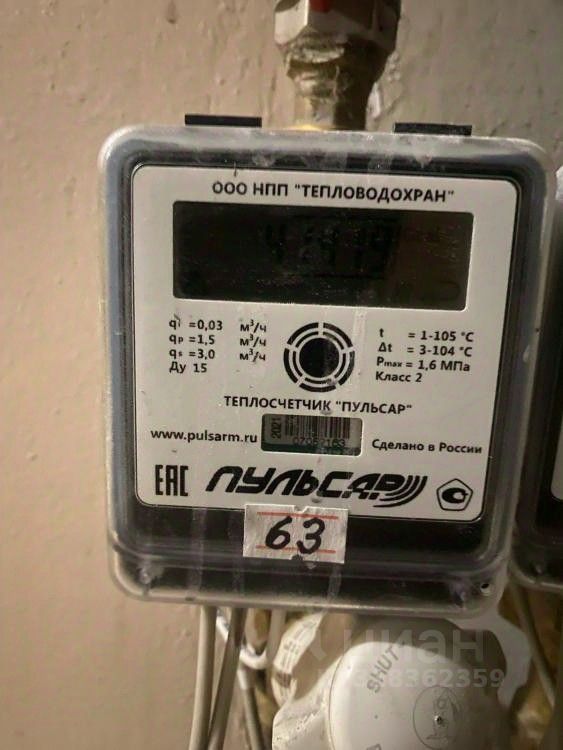 ООО НПП "ТЕПЛОВОДОХРАН"
qi =0,03 м³/ч
qp =1,5 м³/ч
qs =3,0 м³/ч
Ду 15
t = 1-105 °С
Δt = 3-104 °С
Pmax = 1,6 МПа
Класс 2
ТЕПЛОСЧЕТЧИК "ПУЛЬСАР"
2021
www.pulsarm.ru
Сделано в России
ЕАС ПУЛЬСАР
63
циан
SHUT